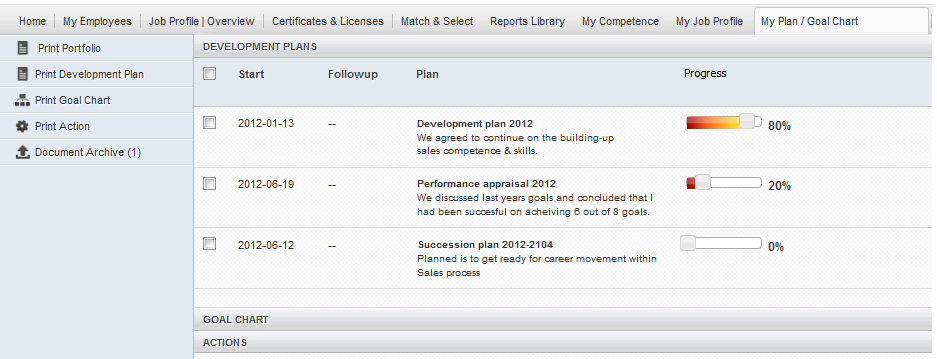 Home | My Employees | Job Profile | Overview | Certificates & Licenses | Match & Select | Reports Library | My Competence | My Job Profile | My Plan / Goal Chart
Print Portfolio
Print Development Plan
Print Goal Chart
Print Action
Document Archive (1)
DEVELOPMENT PLANS
Start Followup Plan Progress
2012-01-13 -- Development plan 2012 80%
We agreed to continue on the building-up
sales competence & skills.
2012-06-19 -- Performance appraisal 2012 20%
We discussed last years goals and concluded that I
had been succesful on acheiving 6 out of 8 goals.
2012-06-12 -- Succession plan 2012-2104 0%
Planned is to get ready for career movement within
Sales process
GOAL CHART
ACTIONS